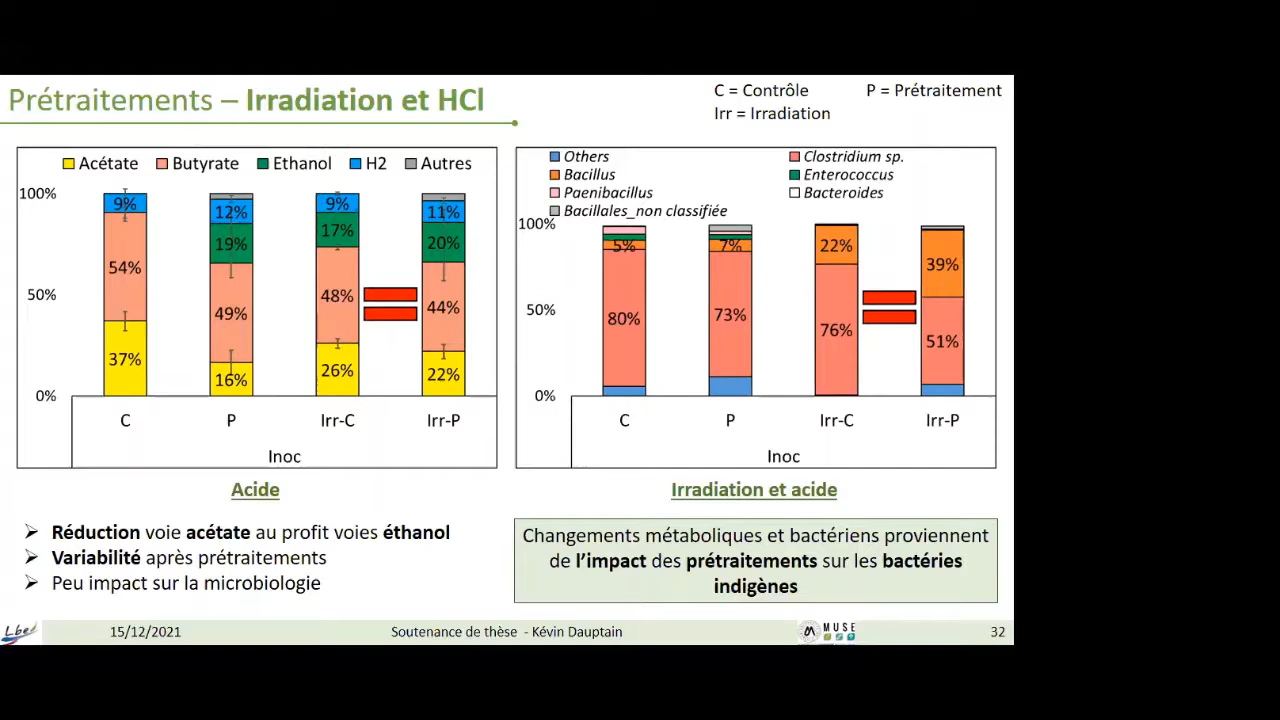 Prétraitements – Irradiation et HCl
C = Contrôle P = Prétraitement
Irr = Irradiation
Acétate Butyrate Ethanol H2 Autres
100%
9% 12% 9% 11%
19% 17% 20%
54% 49% 48% 44%
50%
37% 16% 26% 22%
0%
C P Irr-C Irr-P
Inoc
Others Clostridium sp.
Bacillus Enterococcus
Paenibacillus Bacteroides
Bacillales_non classifiée
100%
5% 7% 22% 39%
50%
80% 73% 76% 51%
0%
C P Irr-C Irr-P
Inoc
Acide
Réduction voie acétate au profit voies éthanol
Variabilité après prétraitements
Peu impact sur la microbiologie
Irradiation et acide
Changements métaboliques et bactériens proviennent
de l’impact des prétraitements sur les bactéries
indigènes
Lbe 15/12/2021 Soutenance de thèse - Kévin Dauptain MUSE 32